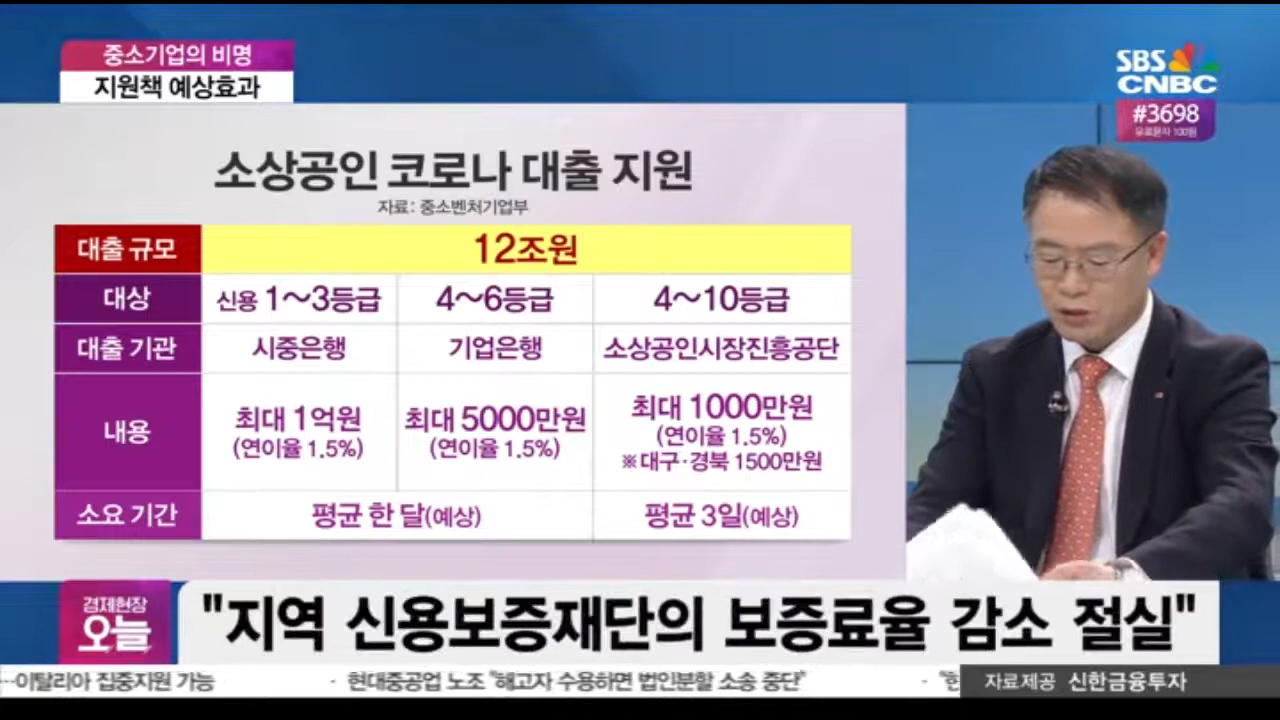 중소기업의 비명
지원책 예상효과
SBS
CNBC
#3698
유료문자 100원
소상공인 코로나 대출 지원
자료: 중소벤처기업부
대출 규모 12조원
대상 신용 1~3등급 4~6등급 4~10등급
대출 기관 시중은행 기업은행 소상공인시장진흥공단
내용 최대 1억원 (연이율 1.5%) 최대 5000만원 (연이율 1.5%) 최대 1000만원 (연이율 1.5%) ※대구·경북 1500만원
소요 기간 평균 한 달(예상) 평균 3일(예상)
경제현장
오늘
"지역 신용보증재단의 보증료율 감소 절실"
···이탈리아 집중지원 가능 · 현대중공업 노조 "해고자 수용하면 법인분할 소송 중단" · "현
자료제공 신한금융투자